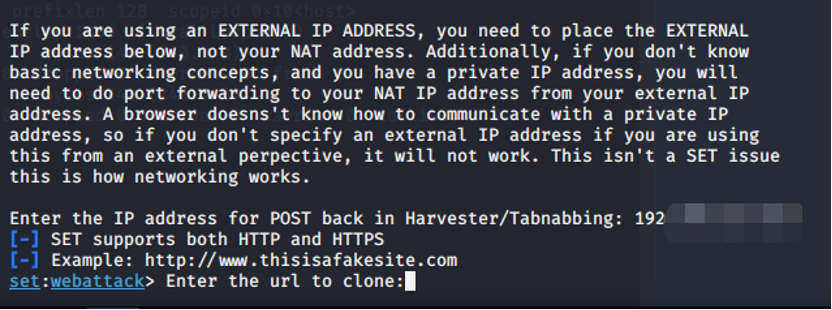 prefixlen 128 scopeid 0x10<host>
If you are using an EXTERNAL IP ADDRESS, you need to place the EXTERNAL
IP address below, not your NAT address. Additionally, if you don't know
basic networking concepts, and you have a private IP address, you will
need to do port forwarding to your NAT IP address from your external IP
address. A browser doesns't know how to communicate with a private IP
address, so if you don't specify an external IP address if you are using
this from an external perpective, it will not work. This isn't a SET issue
this is how networking works.
Enter the IP address for POST back in Harvester/Tabnabbing: 192
[-] SET supports both HTTP and HTTPS
[-] Example: http://www.thisisafakesite.com
set:webattack> Enter the url to clone: